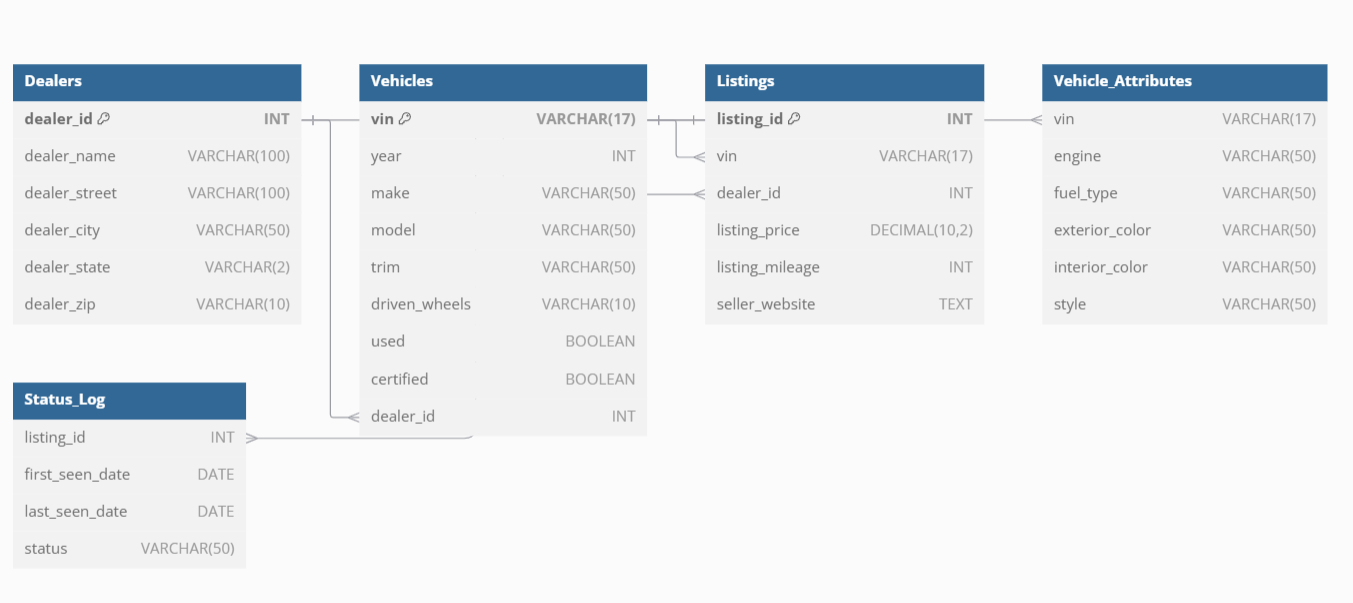 Dealers
dealer_id INT
dealer_name VARCHAR(100)
dealer_street VARCHAR(100)
dealer_city VARCHAR(50)
dealer_state VARCHAR(2)
dealer_zip VARCHAR(10)
Vehicles
vin VARCHAR(17)
year INT
make VARCHAR(50)
model VARCHAR(50)
trim VARCHAR(50)
driven_wheels VARCHAR(10)
used BOOLEAN
certified BOOLEAN
dealer_id INT
Listings
listing_id INT
vin VARCHAR(17)
dealer_id INT
listing_price DECIMAL(10,2)
listing_mileage INT
seller_website TEXT
Vehicle_Attributes
vin VARCHAR(17)
engine VARCHAR(50)
fuel_type VARCHAR(50)
exterior_color VARCHAR(50)
interior_color VARCHAR(50)
style VARCHAR(50)
Status_Log
listing_id INT
first_seen_date DATE
last_seen_date DATE
status VARCHAR(50)